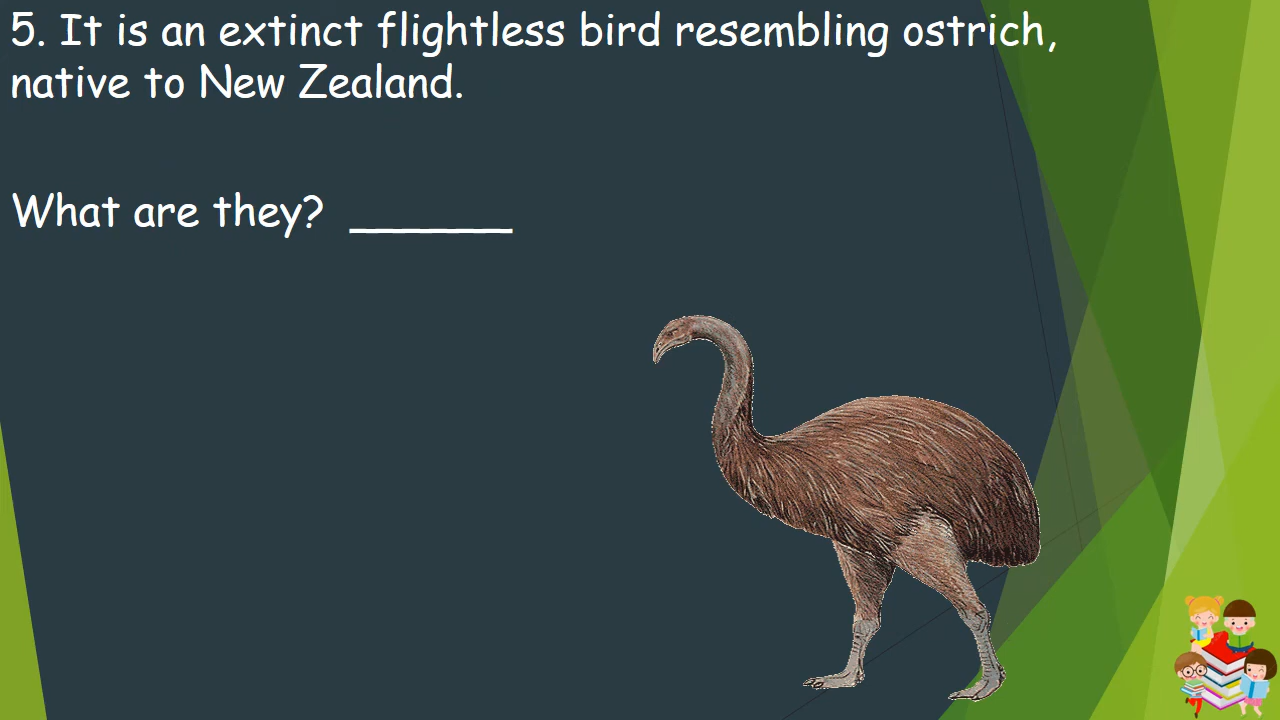 5. It is an extinct flightless bird resembling ostrich,
native to New Zealand.
What are they? ______